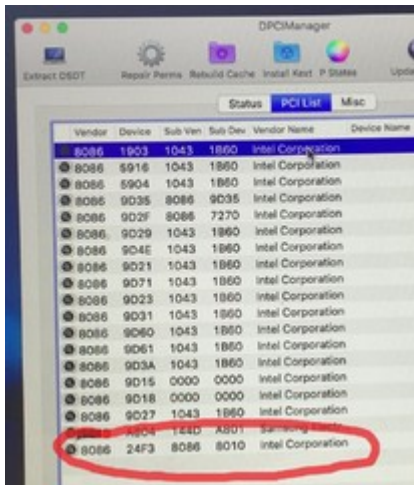 DPCIManager
Extract DSDT Repair Perms Rebuild Cache Install Kext P States
Status PCI List Misc
Vendor Device Sub Ven Sub Dev Vendor Name Device Name
8086 1903 1043 1B60 Intel Corporation
8086 5916 1043 1B60 Intel Corporation
8086 5904 1043 1B60 Intel Corporation
8086 9D35 8086 9D35 Intel Corporation
8086 9D2F 8086 7270 Intel Corporation
8086 9D29 1043 1B60 Intel Corporation
8086 9D4E 1043 1B60 Intel Corporation
8086 9D21 1043 1B60 Intel Corporation
8086 9D71 1043 1B60 Intel Corporation
8086 9D23 1043 1B60 Intel Corporation
8086 9D31 1043 1B60 Intel Corporation
8086 9D60 1043 1B60 Intel Corporation
8086 9D61 1043 1B60 Intel Corporation
8086 9D3A 1043 1B60 Intel Corporation
8086 9D15 0000 0000 Intel Corporation
8086 9D18 0000 0000 Intel Corporation
8086 9D27 1043 1B60 Intel Corporation
A804 144D A801 Samsung
8086 24F3 8086 8010 Intel Corporation